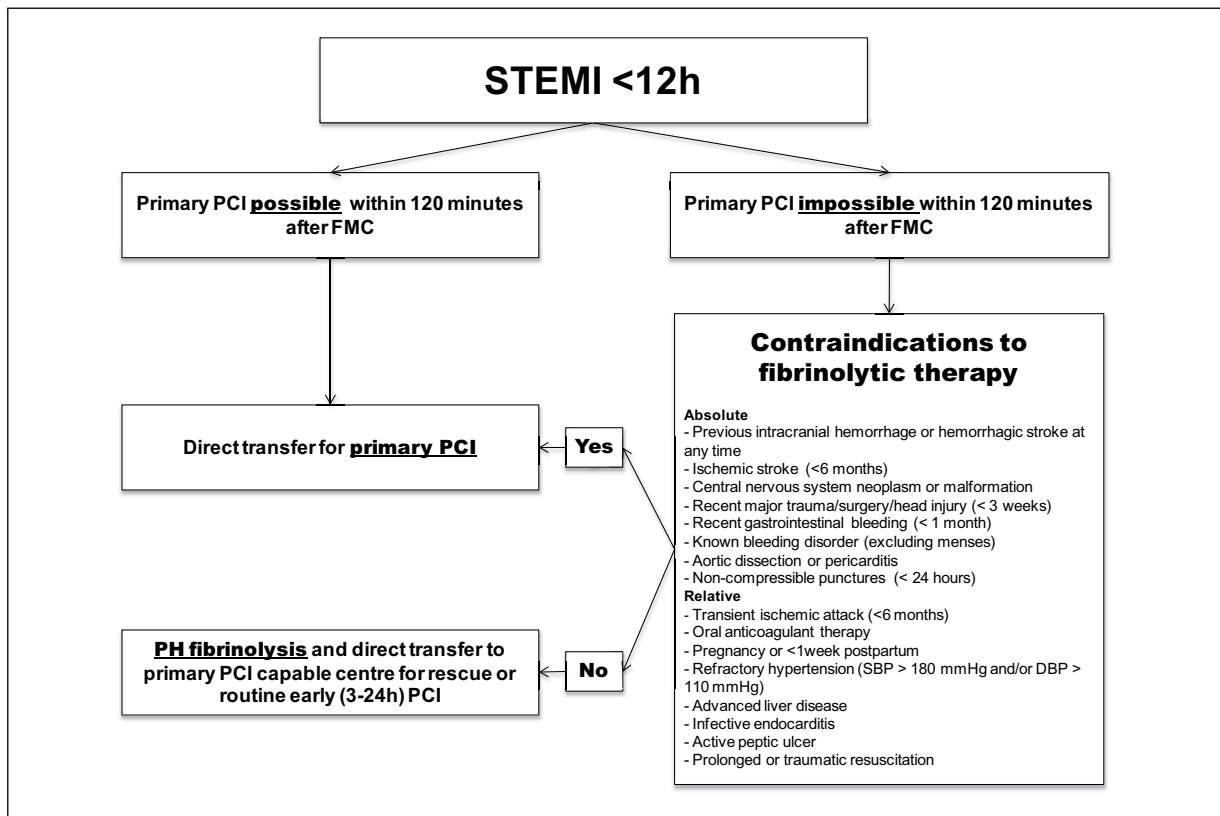 STEMI <12h
Primary PCI possible within 120 minutes
after FMC
Primary PCI impossible within 120 minutes
after FMC
Contraindications to
fibrinolytic therapy
Absolute
- Previous intracranial hemorrhage or hemorrhagic stroke at
any time
- Ischemic stroke (<6 months)
- Central nervous system neoplasm or malformation
- Recent major trauma/surgery/head injury (< 3 weeks)
- Recent gastrointestinal bleeding (< 1 month)
- Known bleeding disorder (excluding menses)
- Aortic dissection or pericarditis
- Non-compressible punctures (< 24 hours)
Relative
- Transient ischemic attack (<6 months)
- Oral anticoagulant therapy
- Pregnancy or <1week postpartum
- Refractory hypertension (SBP > 180 mmHg and/or DBP >
110 mmHg)
- Advanced liver disease
- Infective endocarditis
- Active peptic ulcer
- Prolonged or traumatic resuscitation
Yes
Direct transfer for primary PCI
No
PH fibrinolysis and direct transfer to
primary PCI capable centre for rescue or
routine early (3-24h) PCI